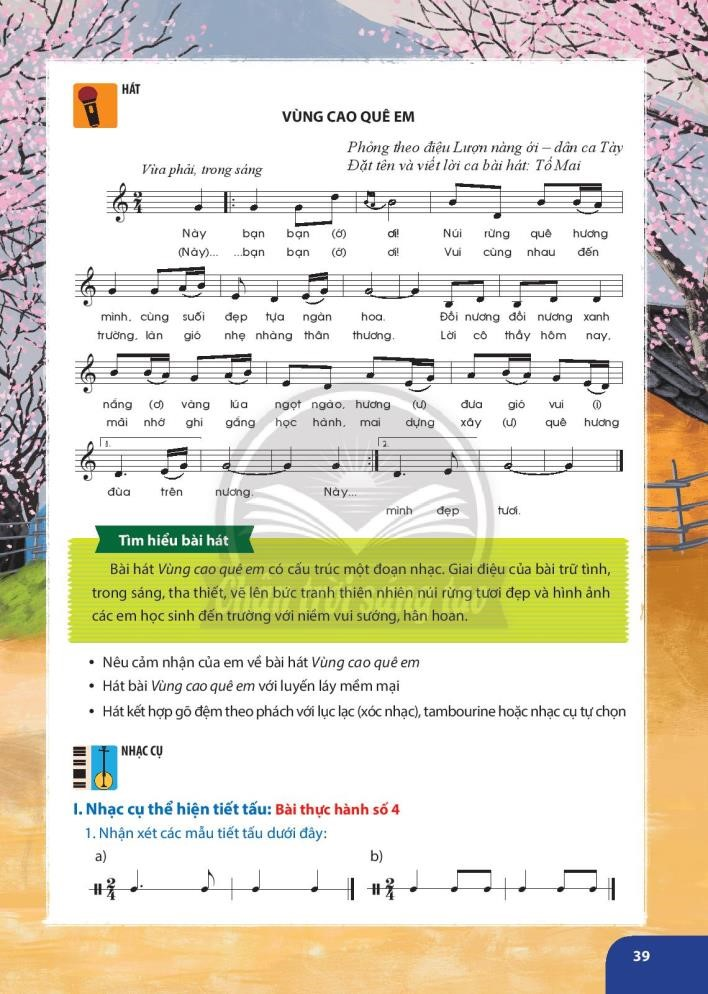 HÁT
VÙNG CAO QUÊ EM
Phỏng theo điệu Lượn nàng ới – dân ca Tày
Vừa phải, trong sáng
Đặt tên và viết lời ca bài hát: Tố Mai
Này bạn bạn (ớ) ơi! Núi rừng quê hương
(Này)... ...bạn bạn (ớ) ơi! Vui cùng nhau đến
mình, cùng suối đẹp tựa ngàn hoa. Đồi nương đồi nương xanh
trường, làn gió nhẹ nhàng thân thương. Lời cô thầy hôm nay,
nắng (ơ) vàng lúa ngọt ngào, hương (ư) đưa gió vui (i)
mãi nhớ ghi gắng học hành, mai dựng xây (ư) quê hương
1.
2.
đùa trên nương. Này...
mình đẹp tươi.
Tìm hiểu bài hát
Bài hát Vùng cao quê em có cấu trúc một đoạn nhạc. Giai điệu của bài trữ tình,
trong sáng, tha thiết, vẽ lên bức tranh thiên nhiên núi rừng tươi đẹp và hình ảnh
các em học sinh đến trường với niềm vui sướng, hân hoan.
Chân trời sáng tạo
• Nêu cảm nhận của em về bài hát Vùng cao quê em
• Hát bài Vùng cao quê em với luyến láy mềm mại
• Hát kết hợp gõ đệm theo phách với lục lạc (xóc nhạc), tambourine hoặc nhạc cụ tự chọn
NHẠC CỤ
I. Nhạc cụ thể hiện tiết tấu: Bài thực hành số 4
1. Nhận xét các mẫu tiết tấu dưới đây:
a) b)
39